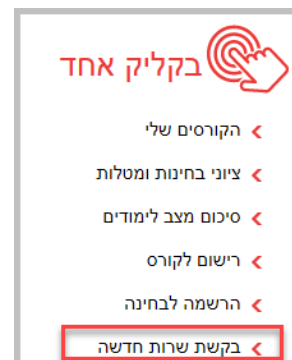 בקליק אחד
הקורסים שלי
ציוני בחינות ומטלות
סיכום מצב לימודים
רישום לקורס
הרשמה לבחינה
בקשת שרות חדשה